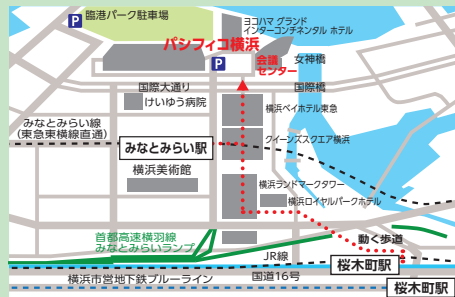 臨港パーク駐車場
P
ヨコハマ グランド
インターコンチネンタル ホテル
パシフィコ横浜
P
会議
センター
女神橋
国際大通り
国際橋
けいゆう病院
横浜ベイホテル東急
みなとみらい線
(東急東横線直通)
クイーンズスクエア横浜
みなとみらい駅
横浜美術館
横浜ランドマークタワー
横浜ロイヤルパークホテル
首都高速横羽線
みなとみらいランプ
動く歩道
JR線
桜木町駅
横浜市営地下鉄ブルーライン
国道16号
桜木町駅